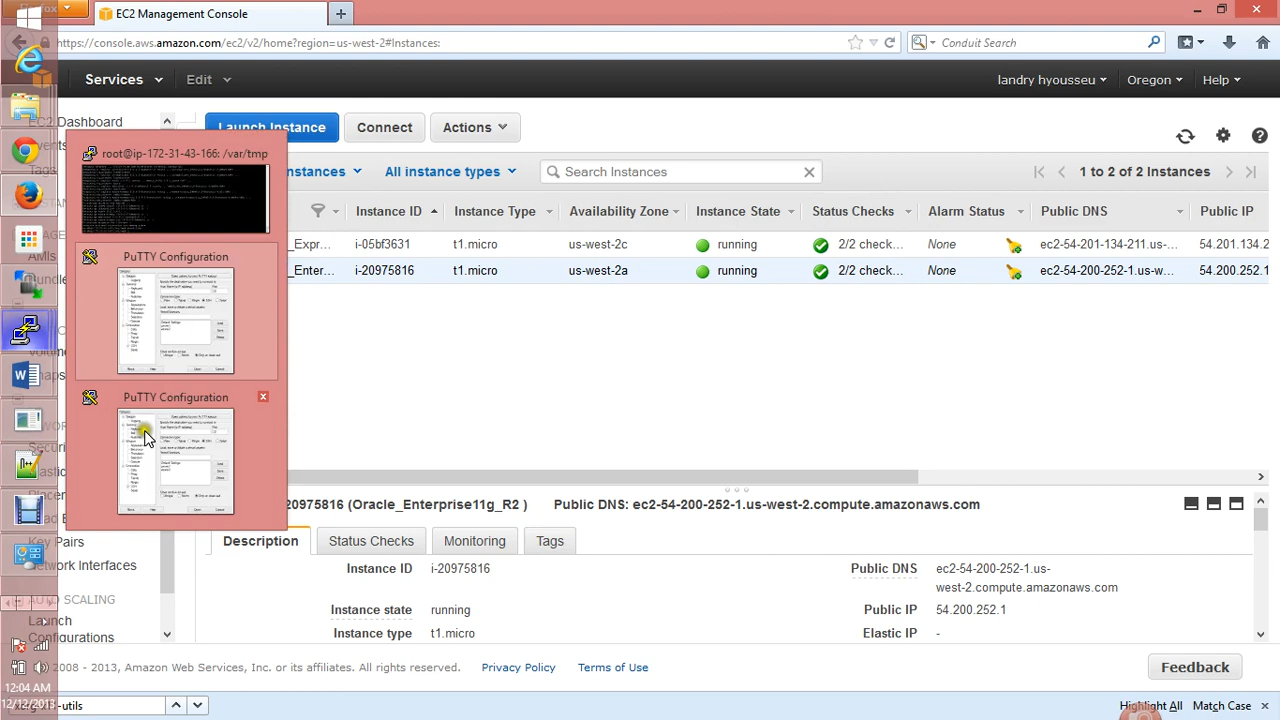 Firefox
EC2 Management Console
https://console.aws.amazon.com/ec2/v2/home?region=us-west-2#Instances:
Conduit Search
Services Edit
landry hyousseu Oregon Help
EC2 Dashboard
Launch Instance Connect Actions
Tags
root@ip-172-31-43-166: /var/tmp
All instance types Search Instances
1 to 2 of 2 Instances
Instance Type Availability Zone Instance State Status Checks Alarm Status Public DNS Public IP
_Expr... i-05bf3631 t1.micro us-west-2c running 2/2 check... None ec2-54-201-134-211.us-... 54.201.134.2
_Enter... i-20975816 t1.micro us-west-2a running 2/2 check... None ec2-54-200-252-1.us-w... 54.200.252.
PuTTY Configuration
PuTTY Configuration
20975816 (Oracle_Enterprise11g_R2 ) Public DNS: ec2-54-200-252-1.us-west-2.compute.amazonaws.com
Key Pairs
Network Interfaces
AUTO SCALING
Launch
Configurations
Description Status Checks Monitoring Tags
Instance ID i-20975816
Instance state running
Instance type t1.micro
Public DNS ec2-54-200-252-1.us-
west-2.compute.amazonaws.com
Public IP 54.200.252.1
Elastic IP -
2008 - 2013, Amazon Web Services, Inc. or its affiliates. All rights reserved. Privacy Policy Terms of Use
Feedback
12:04 AM
12/12/2013
-utils
Highlight All Match Case